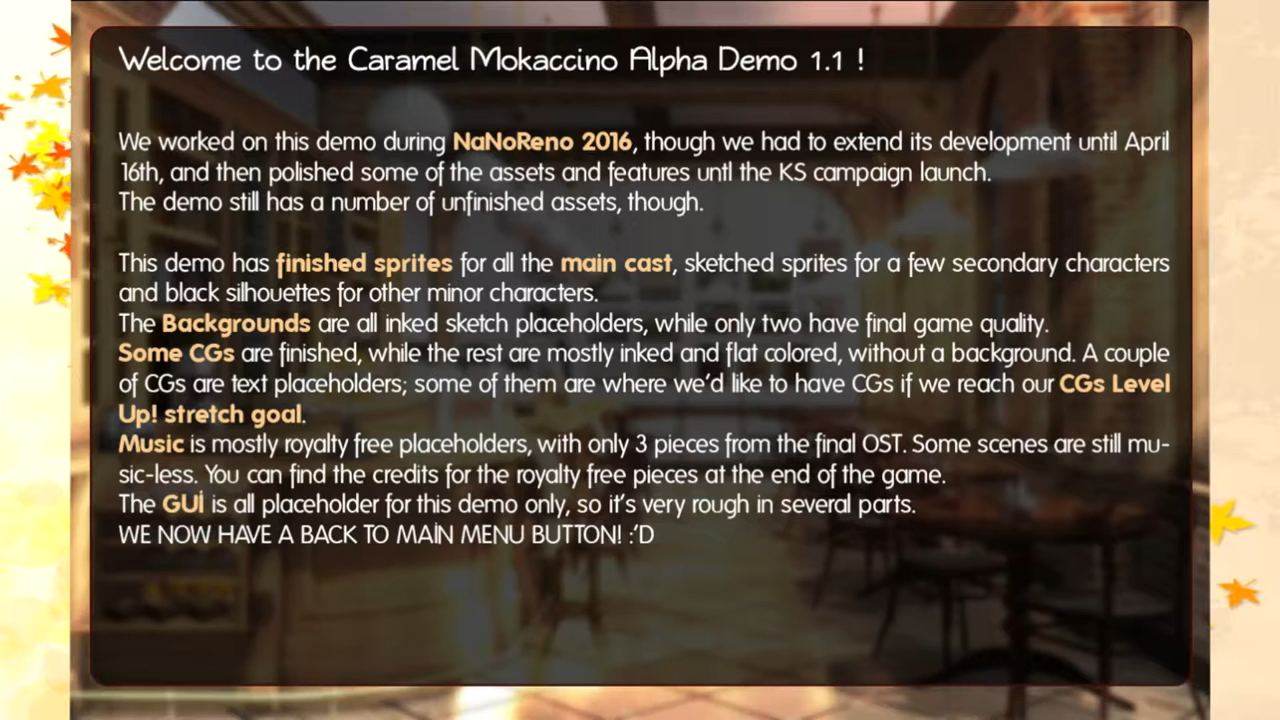 Welcome to the Caramel Mokaccino Alpha Demo 1.1 !
We worked on this demo during NaNoReno 2016, though we had to extend its development until April
16th, and then polished some of the assets and features untl the KS campaign launch.
The demo still has a number of unfinished assets, though.
This demo has finished sprites for all the main cast, sketched sprites for a few secondary characters
and black silhouettes for other minor characters.
The Backgrounds are all inked sketch placeholders, while only two have final game quality.
Some CGs are finished, while the rest are mostly inked and flat colored, without a background. A couple
of CGs are text placeholders; some of them are where we'd like to have CGs if we reach our CGs Level
Up! stretch goal.
Music is mostly royalty free placeholders, with only 3 pieces from the final OST. Some scenes are still mu-
sic-less. You can find the credits for the royalty free pieces at the end of the game.
The GUİ is all placeholder for this demo only, so it's very rough in several parts.
WE NOW HAVE A BACK TO MAİN MENU BUTTON! :'D